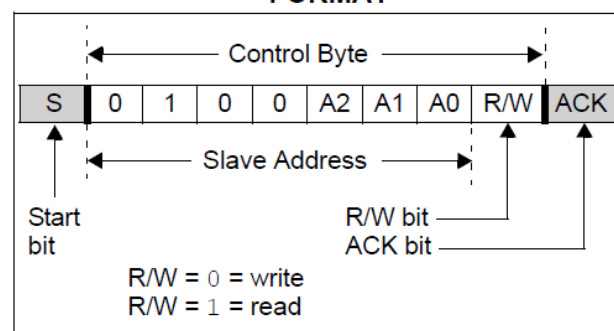 FORMAT
Control Byte
S 0 1 0 0 A2 A1 A0 R/W ACK
Slave Address
Start bit
R/W bit
ACK bit
R/W = 0 = write
R/W = 1 = read